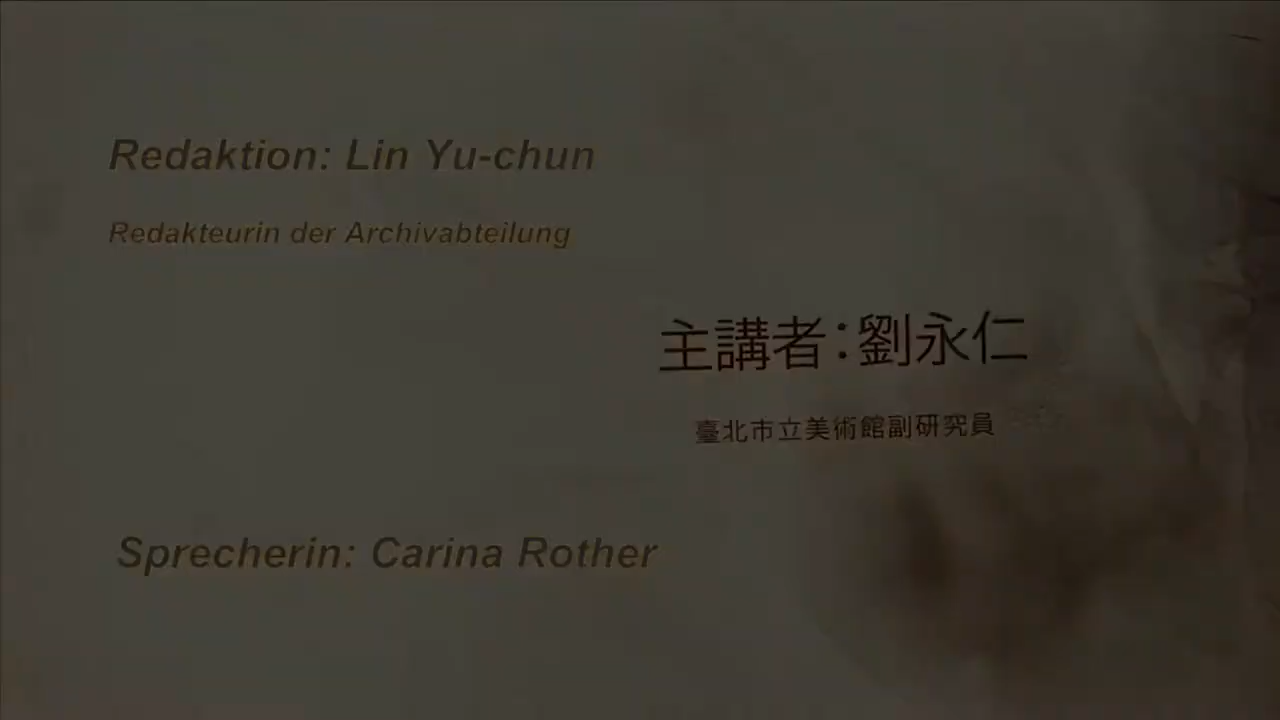 Redaktion: Lin Yu-chun
Redakteurin der Archivabteilung
主講者：劉永仁
臺北市立美術館副研究員
Sprecherin: Carina Rother